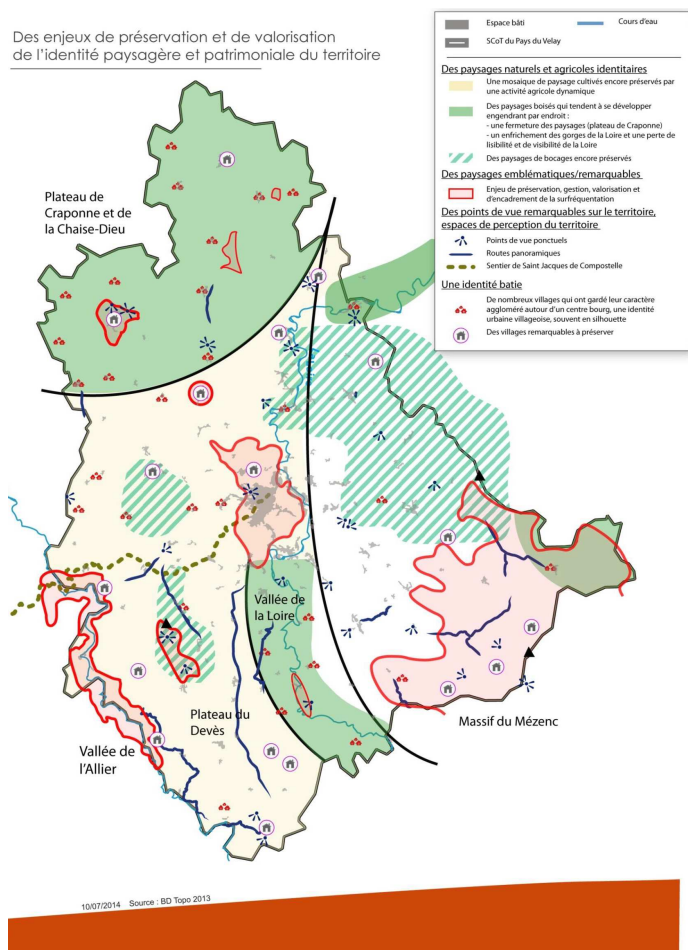 Des enjeux de préservation et de valorisation
de l'identité paysagère et patrimoniale du territoire
Espace bâti
Cours d'eau
SCoT du Pays du Velay
Des paysages naturels et agricoles identitaires
Une mosaïque de paysage cultivés encore préservés par
une activité agricole dynamique
Des paysages boisés qui tendent à se développer
engendrant par endroit :
- une fermeture des paysages (plateau de Craponne)
- un enfrichement des gorges de la Loire et une perte de
lisibilité et de visibilité de la Loire
Des paysages de bocages encore préservés
Des paysages emblématiques/remarquables
Enjeu de préservation, gestion, valorisation et
d'encadrement de la surfréquentation
Des points de vue remarquables sur le territoire,
espaces de perception du territoire
Points de vue ponctuels
Routes panoramiques
Sentier de Saint Jacques de Compostelle
Une identité batie
De nombreux villages qui ont gardé leur caractère
aggloméré autour d'un centre bourg, une identité
urbaine villageoise, souvent en silhouette
Des villages remarquables à préserver
Plateau de
Craponne et de
la Chaise-Dieu
Vallée de
la Loire
Plateau du
Devès
Massif du Mézenc
Vallée de
l'Allier
10/07/2014 Source : BD Topo 2013